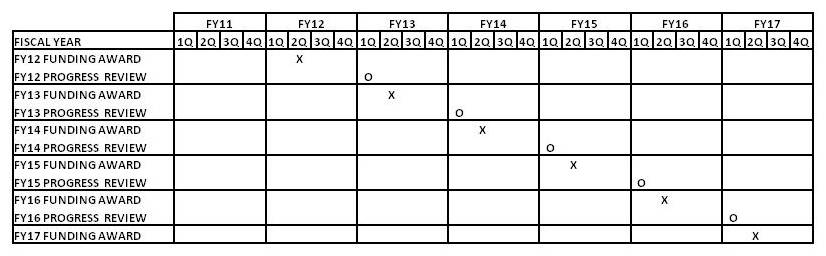 FY11 FY12 FY13 FY14 FY15 FY16 FY17
FISCAL YEAR 1Q 2Q 3Q 4Q 1Q 2Q 3Q 4Q 1Q 2Q 3Q 4Q 1Q 2Q 3Q 4Q 1Q 2Q 3Q 4Q 1Q 2Q 3Q 4Q 1Q 2Q 3Q 4Q
FY12 FUNDING AWARD X
FY12 PROGRESS REVIEW O
FY13 FUNDING AWARD X
FY13 PROGRESS REVIEW O
FY14 FUNDING AWARD X
FY14 PROGRESS REVIEW O
FY15 FUNDING AWARD X
FY15 PROGRESS REVIEW O
FY16 FUNDING AWARD X
FY16 PROGRESS REVIEW O
FY17 FUNDING AWARD X